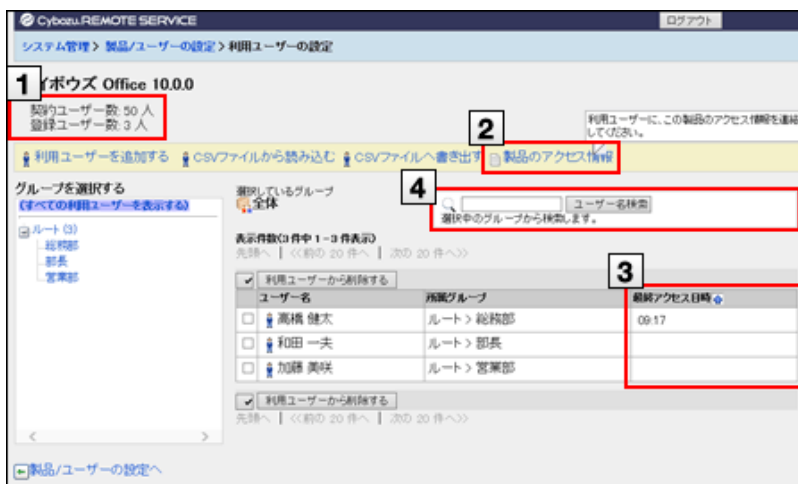 Cybozu.REMOTE SERVICE
ログアウト
システム管理 > 製品/ユーザーの設定 > 利用ユーザーの設定
1
イボウズ Office 10.0.0
契約ユーザー数: 50 人
登録ユーザー数: 3 人
2
利用ユーザーに、この製品のアクセス情報を連絡
してください。
利用ユーザーを追加する CSVファイルから読み込む CSVファイルへ書き出す 製品のアクセス情報
グループを選択する
(すべての利用ユーザーを表示する)
ルート (3)
総務部
部長
営業部
選択しているグループ
全体
4
ユーザー名検索
選択中のグループから検索します。
表示件数(3 件中 1 - 3 件表示)
先頭へ | <<前の 20 件へ | 次の 20 件へ>>
3
利用ユーザーから削除する
ユーザー名 所属グループ 最終アクセス日時
高橋 健太 ルート > 総務部 09:17
和田 一夫 ルート > 部長
加藤 美咲 ルート > 営業部
利用ユーザーから削除する
先頭へ | <<前の 20 件へ | 次の 20 件へ>>
製品/ユーザーの設定へ